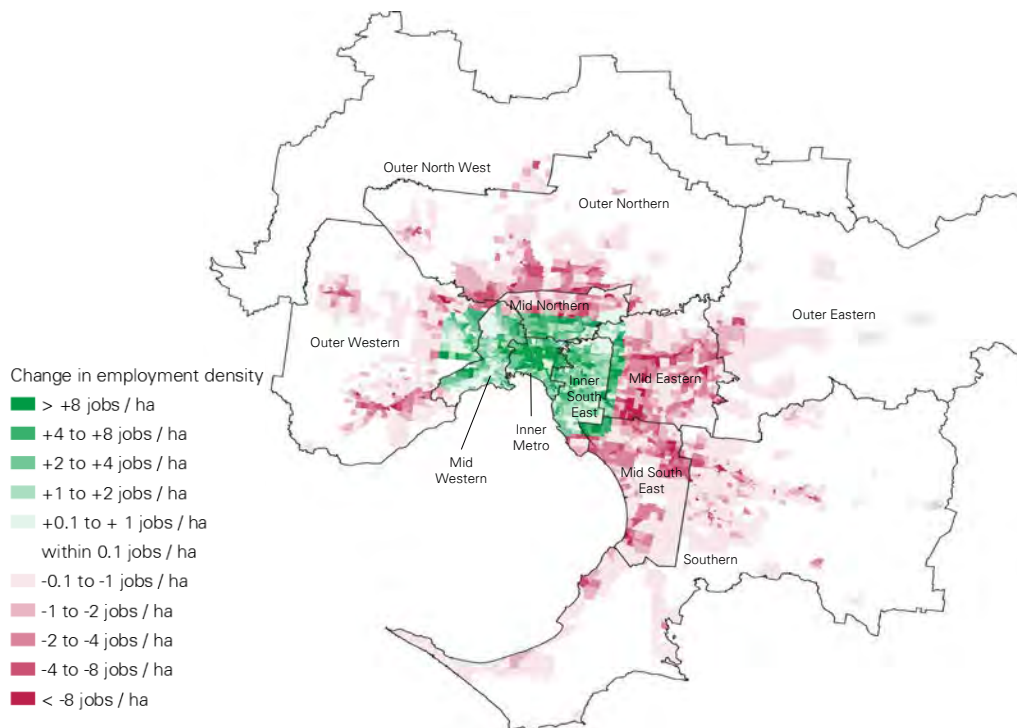 Outer North West
Outer Northern
Mid Northern
Outer Western
Outer Eastern
Mid Eastern
Inner
South
East
Inner
Metro
Mid
Western
Mid South
East
Southern
Change in employment density
> +8 jobs / ha
+4 to +8 jobs / ha
+2 to +4 jobs / ha
+1 to +2 jobs / ha
+0.1 to + 1 jobs / ha
within 0.1 jobs / ha
-0.1 to -1 jobs / ha
-1 to -2 jobs / ha
-2 to -4 jobs / ha
-4 to -8 jobs / ha
< -8 jobs / ha